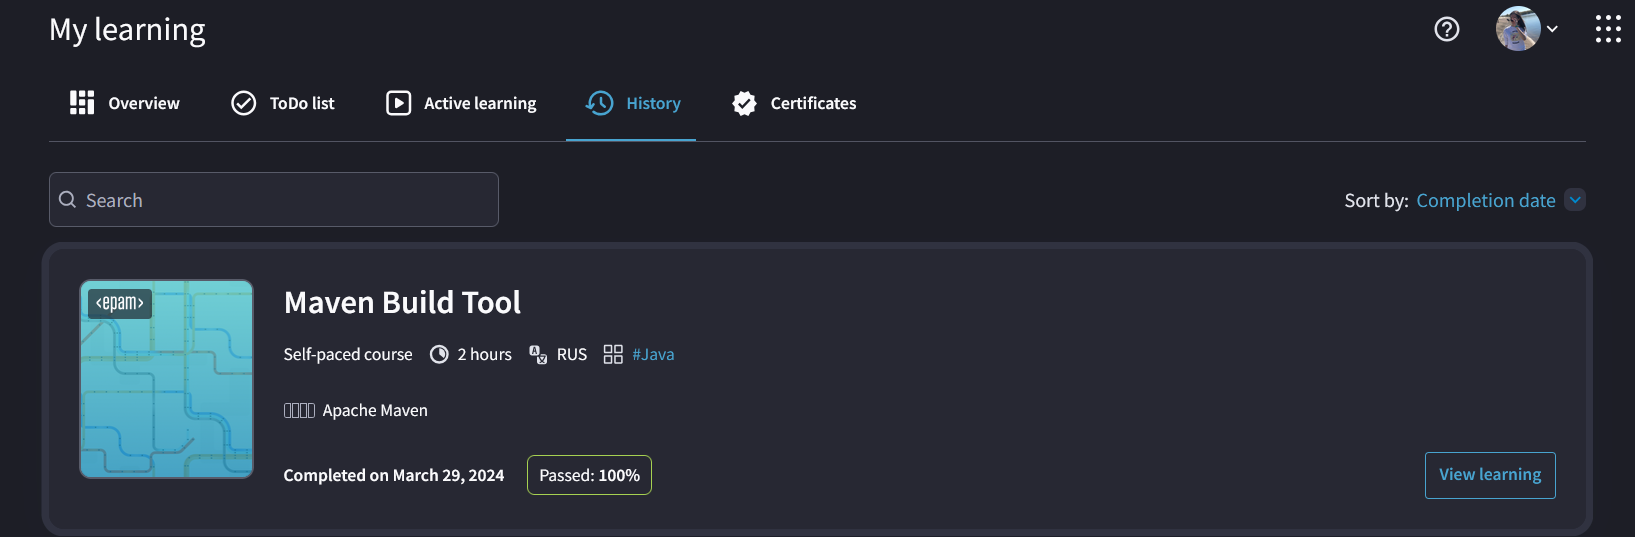 My learning
Overview
ToDo list
Active learning
History
Certificates
Search
Sort by: Completion date
<epam>
Maven Build Tool
Self-paced course 2 hours RUS #Java
Apache Maven
Completed on March 29, 2024
Passed: 100%
View learning